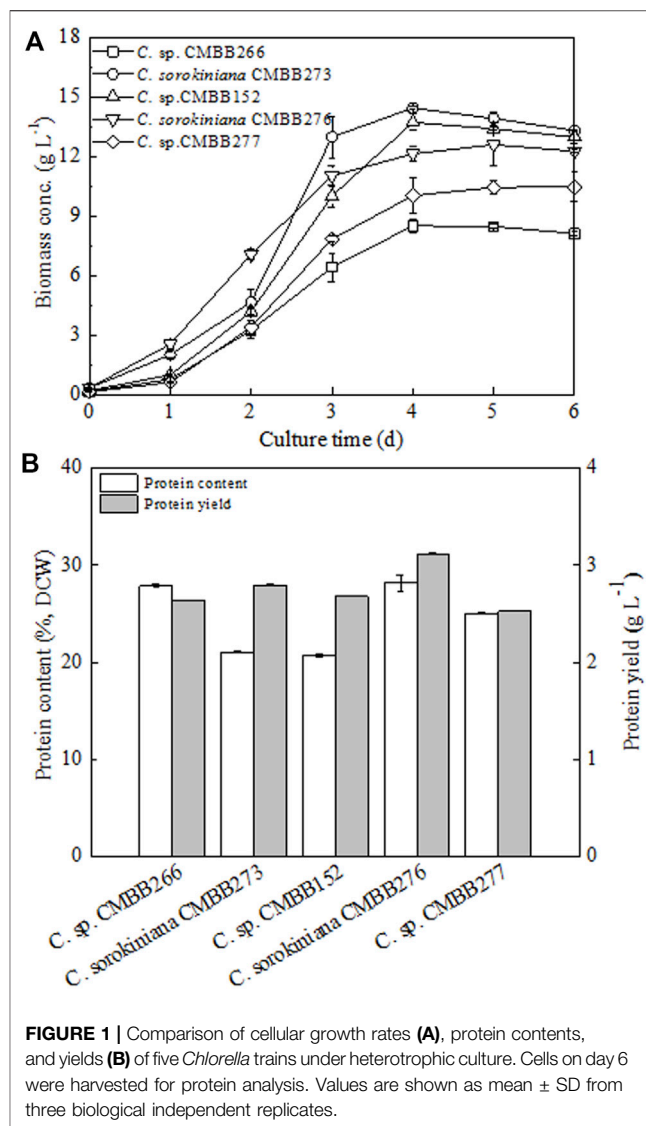 A
18
15
12
9
6
3
0
Biomass conc. (g L-1)
C. sp. CMBB266
C. sorokiniana CMBB273
C. sp.CMBB152
C. sorokiniana CMBB276
C. sp.CMBB277
0 1 2 3 4 5 6
Culture time (d)
B
40
30
20
10
0
Protein content (%, DCW)
Protein content
Protein yield
4
3
2
1
0
Protein yield (g L-1)
C. sp. CMBB266
C. sorokiniana CMBB273
C. sp. CMBB152
C. sorokiniana CMBB276
C. sp. CMBB277
FIGURE 1 | Comparison of cellular growth rates (A), protein contents,
and yields (B) of five Chlorella trains under heterotrophic culture. Cells on day 6
were harvested for protein analysis. Values are shown as mean ± SD from
three biological independent replicates.